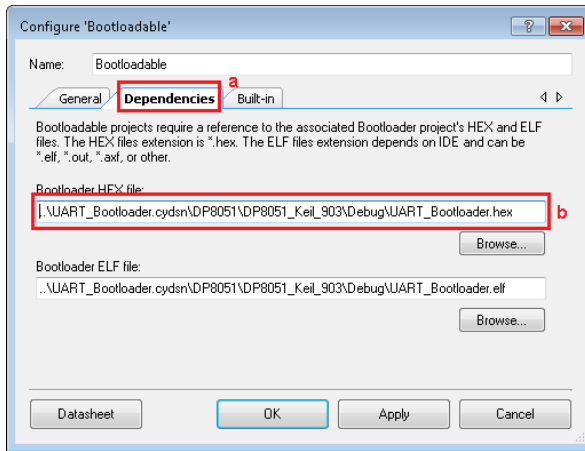 Configure 'Bootloadable'
Name: Bootloadable
a
General Dependencies Built-in
Bootloadable projects require a reference to the associated Bootloader project's HEX and ELF
files. The HEX files extension is *.hex. The ELF files extension depends on IDE and can be
*.elf, *.out, *.axf, or other.
Bootloader HEX file:
..\UART_Bootloader.cydsn\DP8051\DP8051_Keil_903\Debug\UART_Bootloader.hex b
Browse...
Bootloader ELF file:
..\UART_Bootloader.cydsn\DP8051\DP8051_Keil_903\Debug\UART_Bootloader.elf
Browse...
Datasheet OK Apply Cancel